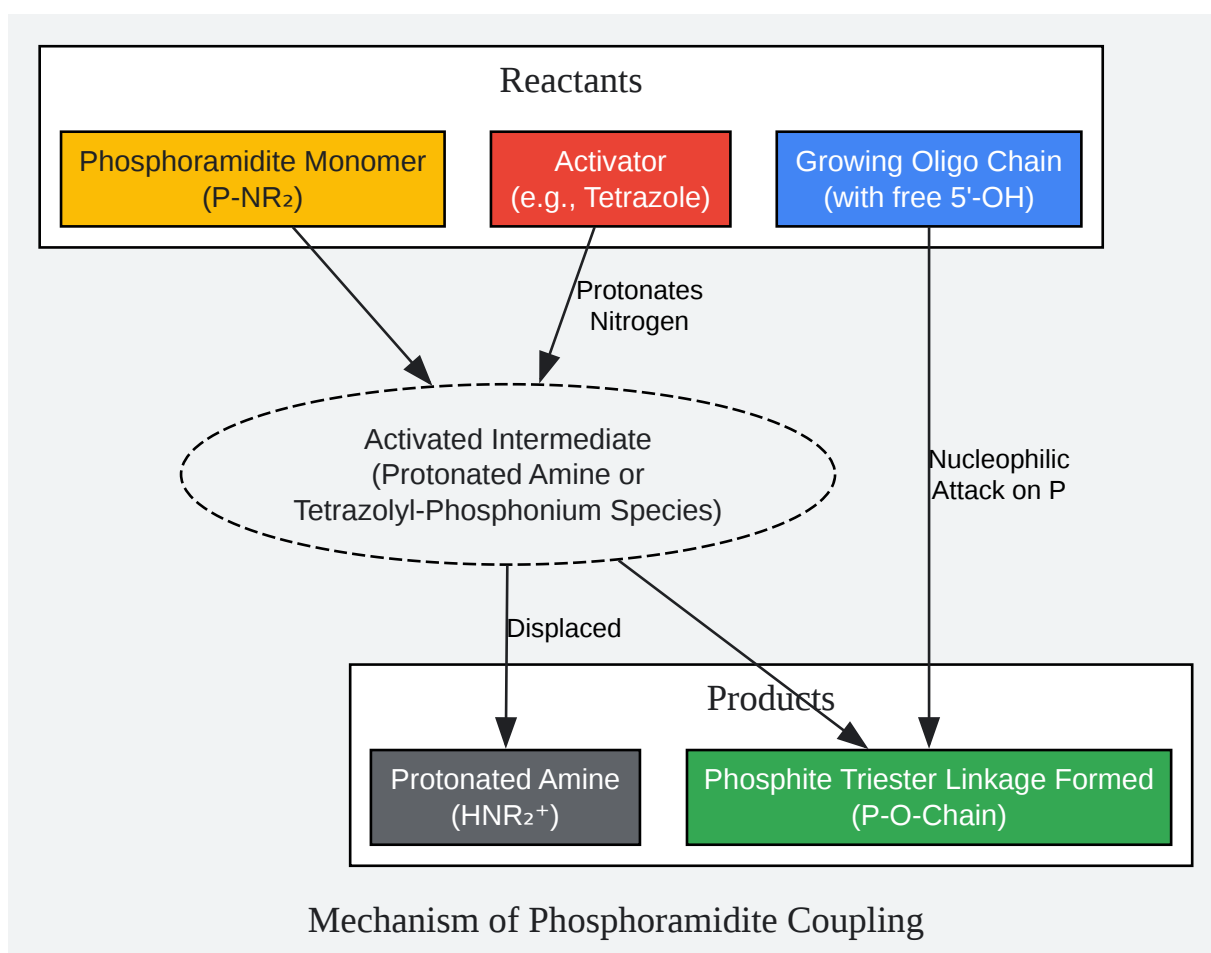 Reactants
Phosphoramidite Monomer
(P-NR₂)
Activator
(e.g., Tetrazole)
Growing Oligo Chain
(with free 5'-OH)
Protonates
Nitrogen
Activated Intermediate
(Protonated Amine or
Tetrazolyl-Phosphonium Species)
Nucleophilic
Attack on P
Displaced
Products
Protonated Amine
(HNR₂⁺)
Phosphite Triester Linkage Formed
(P-O-Chain)
Mechanism of Phosphoramidite Coupling